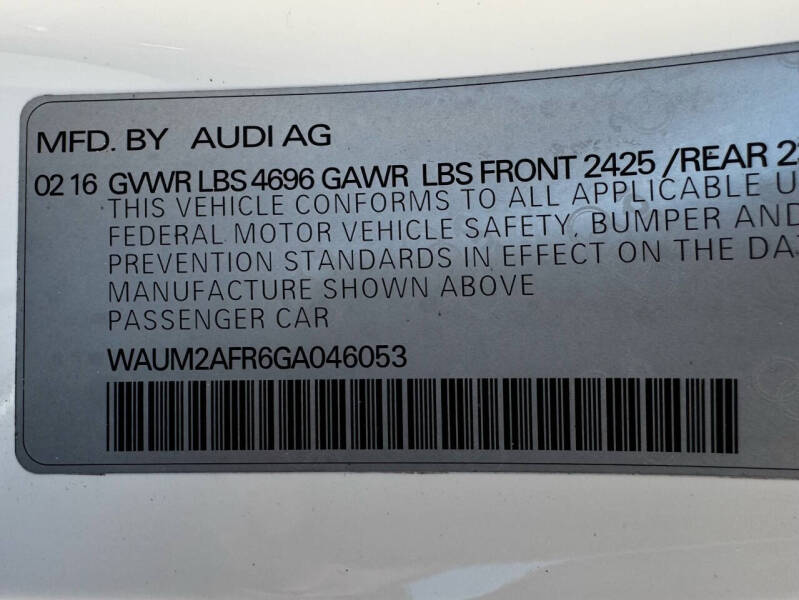 MFD. BY AUDI AG
02 16 GVWR LBS 4696 GAWR LBS FRONT 2425 /REAR
THIS VEHICLE CONFORMS TO ALL APPLICABLE
FEDERAL MOTOR VEHICLE SAFETY, BUMPER AND
PREVENTION STANDARDS IN EFFECT ON THE
MANUFACTURE SHOWN ABOVE
PASSENGER CAR
WAUM2AFR6GA046053